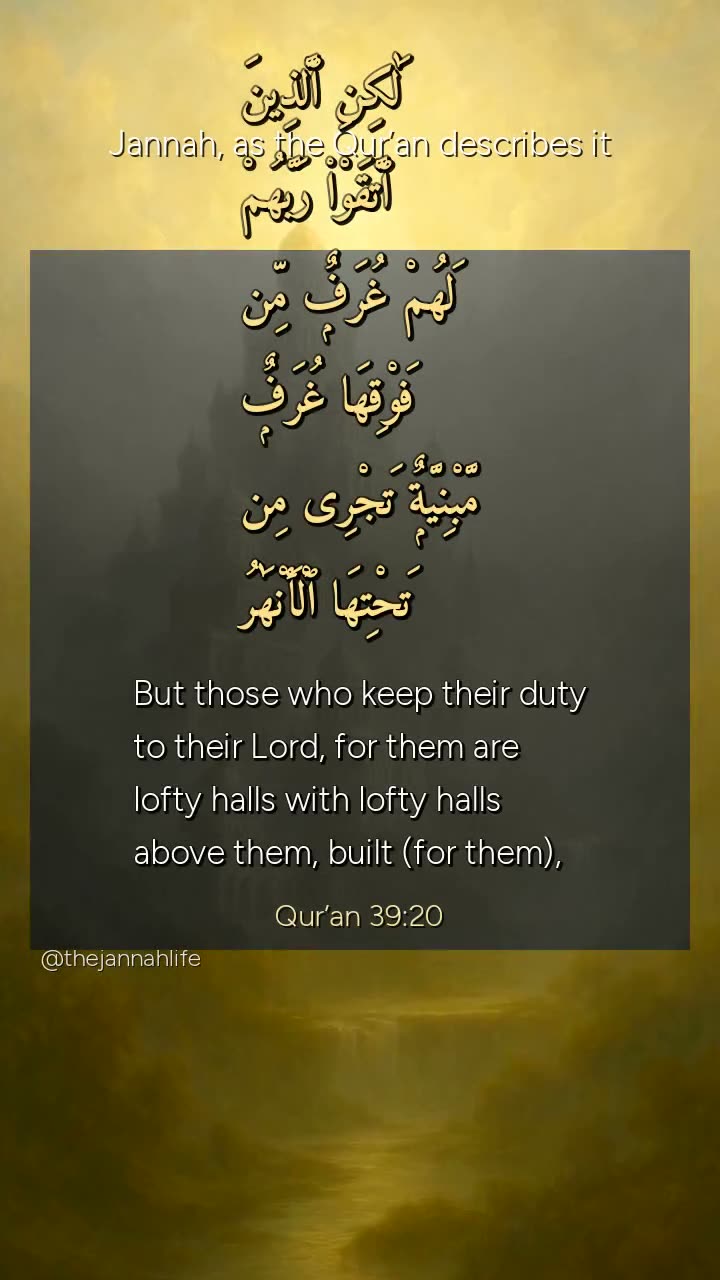 لَٰكِنِ ٱلَّذِينَ
Jannah, as the Qur’an describes it
ٱتَّقَوْا۟ رَبَّهُمْ
لَهُمْ غُرَفٌۭ مِّن
فَوْقِهَا غُرَفٌۭ
مَّبْنِيَّةٌۭ تَجْرِى مِن
تَحْتِهَا ٱلْأَنْهَٰرُ
But those who keep their duty
to their Lord, for them are
lofty halls with lofty halls
above them, built (for them),
Qur’an 39:20
@thejannahlife